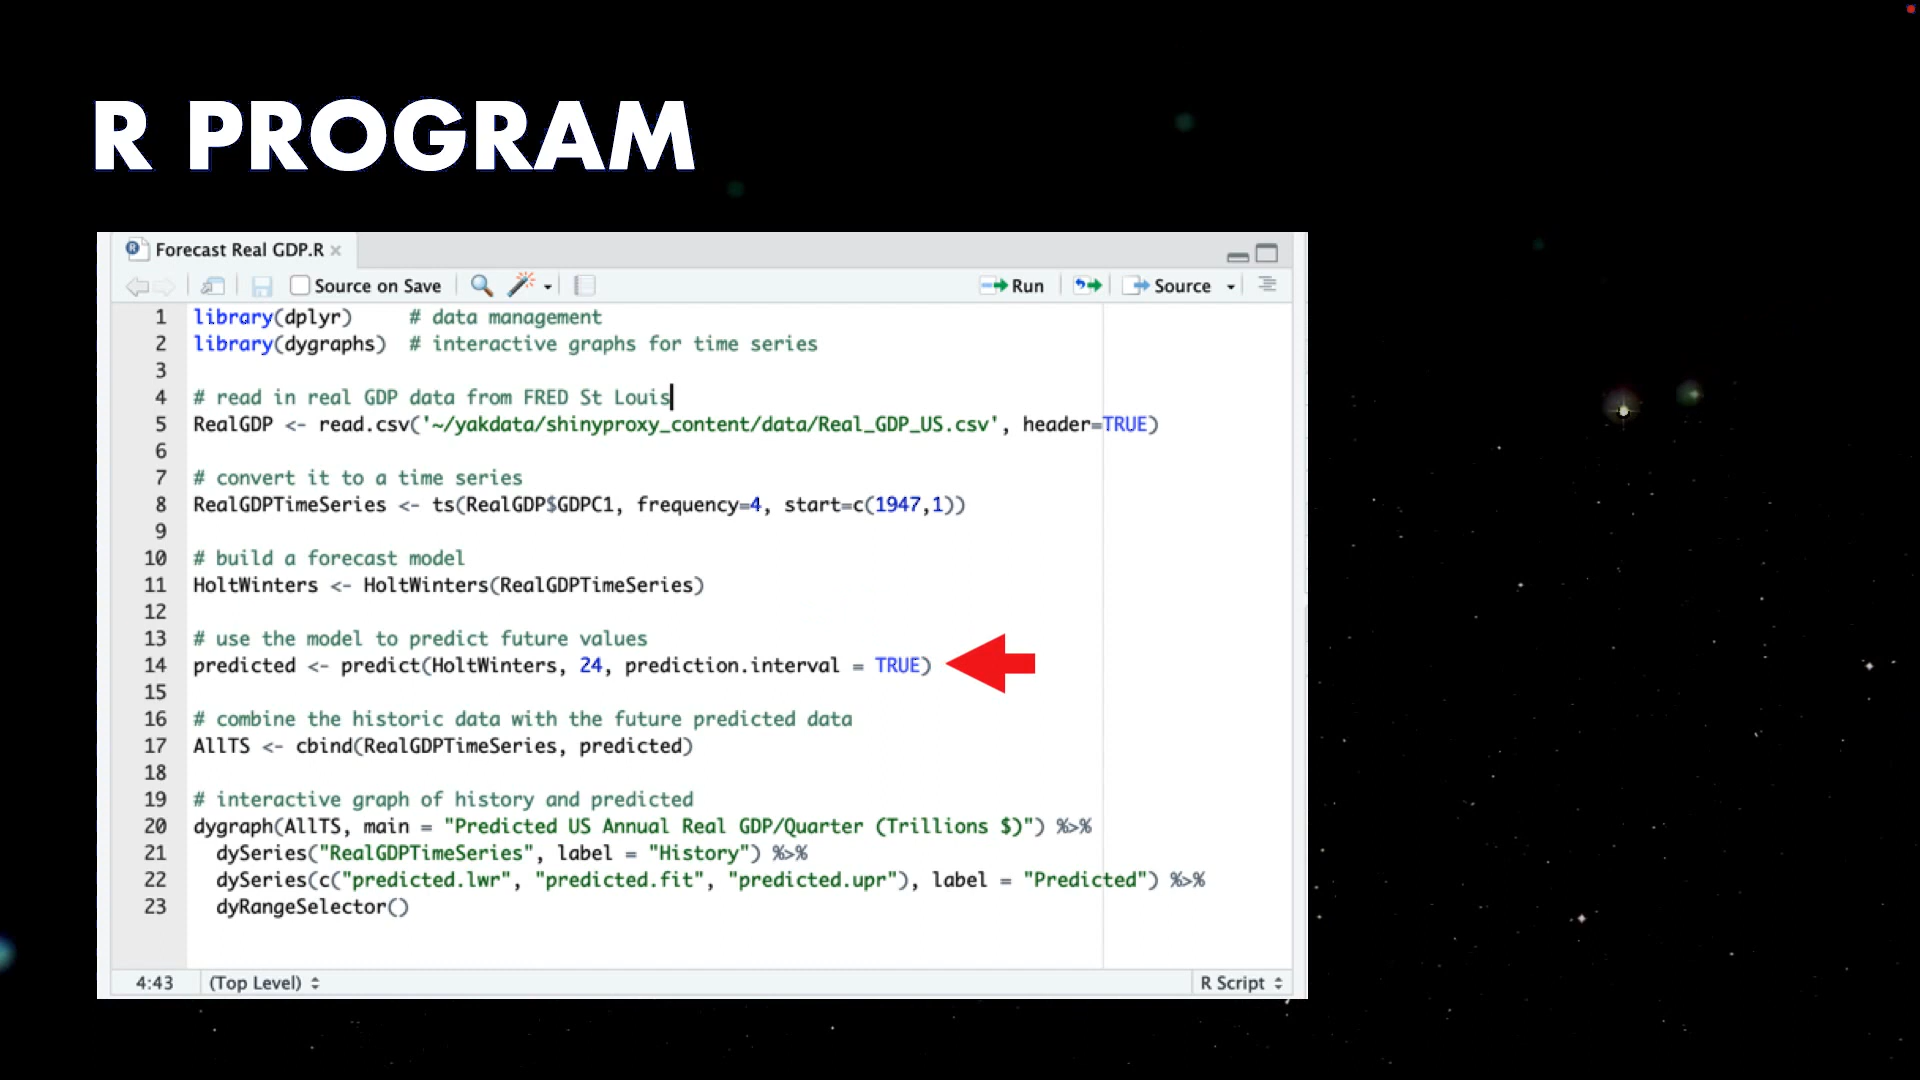 R PROGRAM
Forecast Real GDP.R
Source on Save
Run
Source
1 library(dplyr)     # data management
2 library(dygraphs)  # interactive graphs for time series
3
4 # read in real GDP data from FRED St Louis
5 RealGDP <- read.csv('~/yakdata/shinyproxy_content/data/Real_GDP_US.csv', header=TRUE)
6
7 # convert it to a time series
8 RealGDPTimeSeries <- ts(RealGDP$GDPC1, frequency=4, start=c(1947,1))
9
10 # build a forecast model
11 HoltWinters <- HoltWinters(RealGDPTimeSeries)
12
13 # use the model to predict future values
14 predicted <- predict(HoltWinters, 24, prediction.interval = TRUE)
15
16 # combine the historic data with the future predicted data
17 AllTS <- cbind(RealGDPTimeSeries, predicted)
18
19 # interactive graph of history and predicted
20 dygraph(AllTS, main = "Predicted US Annual Real GDP/Quarter (Trillions $)") %>%
21   dySeries("RealGDPTimeSeries", label = "History") %>%
22   dySeries(c("predicted.lwr", "predicted.fit", "predicted.upr"), label = "Predicted") %>%
23   dyRangeSelector()
4:43
(Top Level)
R Script